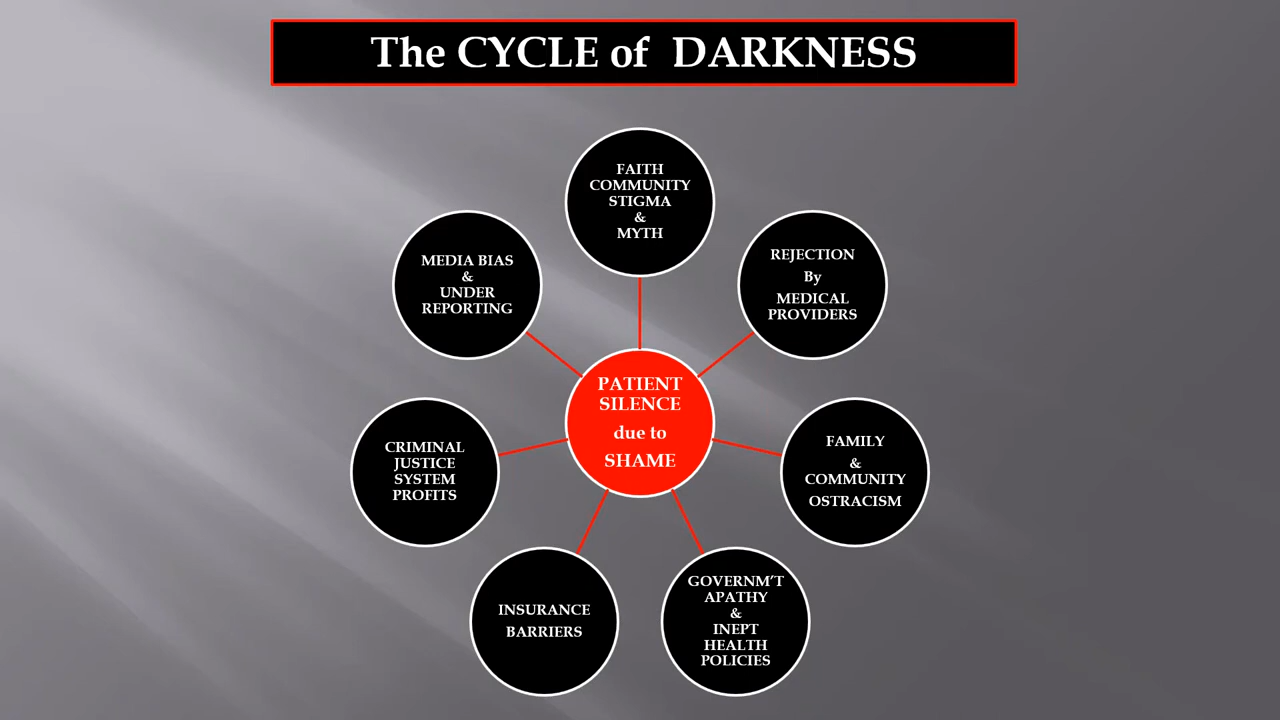 The CYCLE of  DARKNESS
FAITH
COMMUNITY
STIGMA
&
MYTH
REJECTION
By
MEDICAL
PROVIDERS
FAMILY
&
COMMUNITY
OSTRACISM
GOVERNM'T
APATHY
&
INEPT
HEALTH
POLICIES
INSURANCE
BARRIERS
CRIMINAL
JUSTICE
SYSTEM
PROFITS
MEDIA BIAS
&
UNDER
REPORTING
PATIENT
SILENCE
due to
SHAME